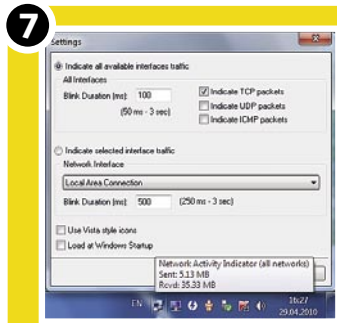 7
Settings
Indicate all available interfaces traffic
All Interfaces
Blink Duration (ms): 100
(50 ms - 3 sec)
Indicate TCP packets
Indicate UDP packets
Indicate ICMP packets
Indicate selected interface traffic
Network Interface
Local Area Connection
Blink Duration (ms): 500 (250 ms - 3 sec)
Use Vista style icons
Load at Windows Startup
Network Activity Indicator (all networks)
Sent: 5.13 MB
Rcvd: 35.33 MB
EN 16:27
29.04.2010